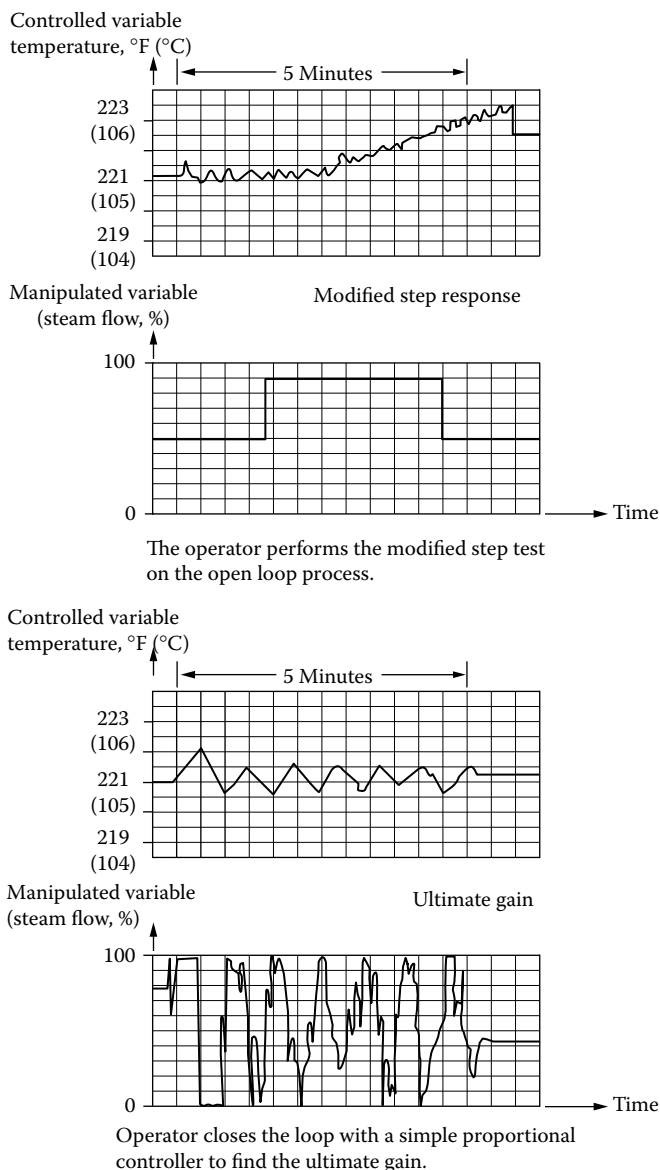 Controlled variable
temperature, °F (°C)
5 Minutes
223
(106)
221
(105)
219
(104)
Manipulated variable
(steam flow, %)
Modified step response
100
0
Time
The operator performs the modified step test
on the open loop process.
Controlled variable
temperature, °F (°C)
5 Minutes
223
(106)
221
(105)
219
(104)
Manipulated variable
(steam flow, %)
Ultimate gain
100
0
Time
Operator closes the loop with a simple proportional
controller to find the ultimate gain.